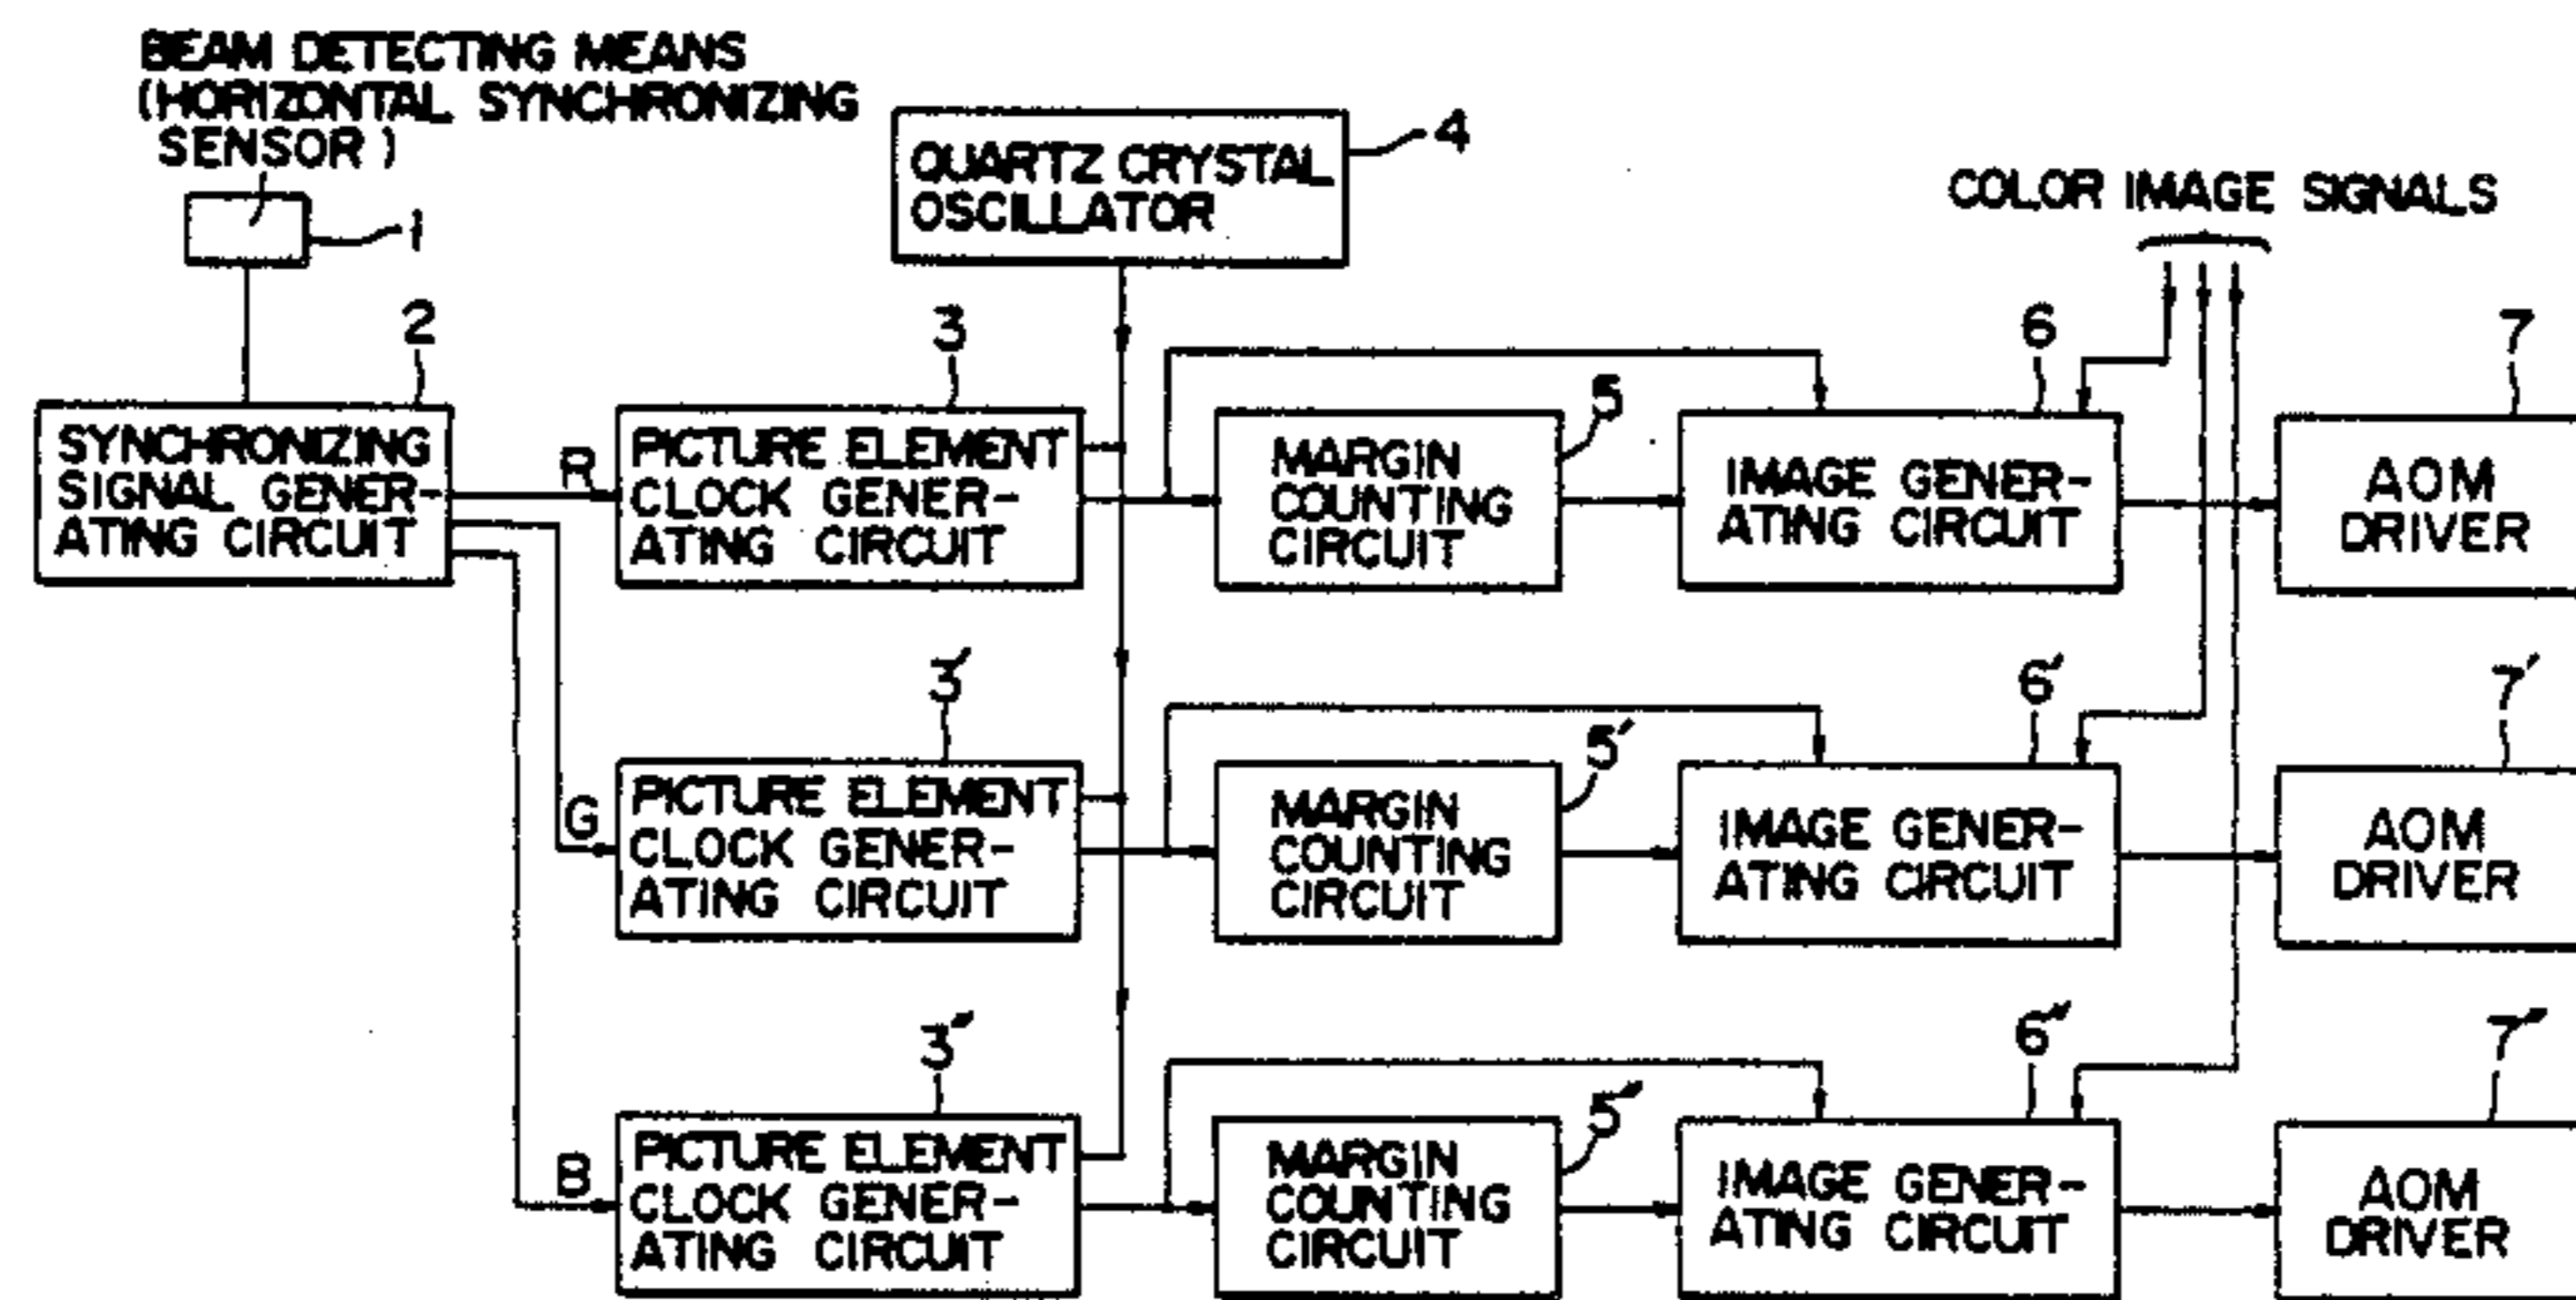 BEAM DETECTING MEANS
(HORIZONTAL SYNCHRONIZING
SENSOR)
1
QUARTZ CRYSTAL
OSCILLATOR
4
COLOR IMAGE SIGNALS
2
SYNCHRONIZING
SIGNAL GENER-
ATING CIRCUIT
R
3
PICTURE ELEMENT
CLOCK GENER-
ATING CIRCUIT
5
MARGIN
COUNTING
CIRCUIT
6
IMAGE GENER-
ATING CIRCUIT
7
AOM
DRIVER
G
3'
PICTURE ELEMENT
CLOCK GENER-
ATING CIRCUIT
5'
MARGIN
COUNTING
CIRCUIT
6'
IMAGE GENER-
ATING CIRCUIT
7'
AOM
DRIVER
B
3"
PICTURE ELEMENT
CLOCK GENER-
ATING CIRCUIT
5"
MARGIN
COUNTING
CIRCUIT
6"
IMAGE GENER-
ATING CIRCUIT
7"
AOM
DRIVER